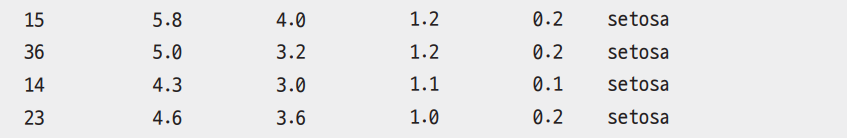 15 5.8 4.0 1.2 0.2 setosa
36 5.0 3.2 1.2 0.2 setosa
14 4.3 3.0 1.1 0.1 setosa
23 4.6 3.6 1.0 0.2 setosa